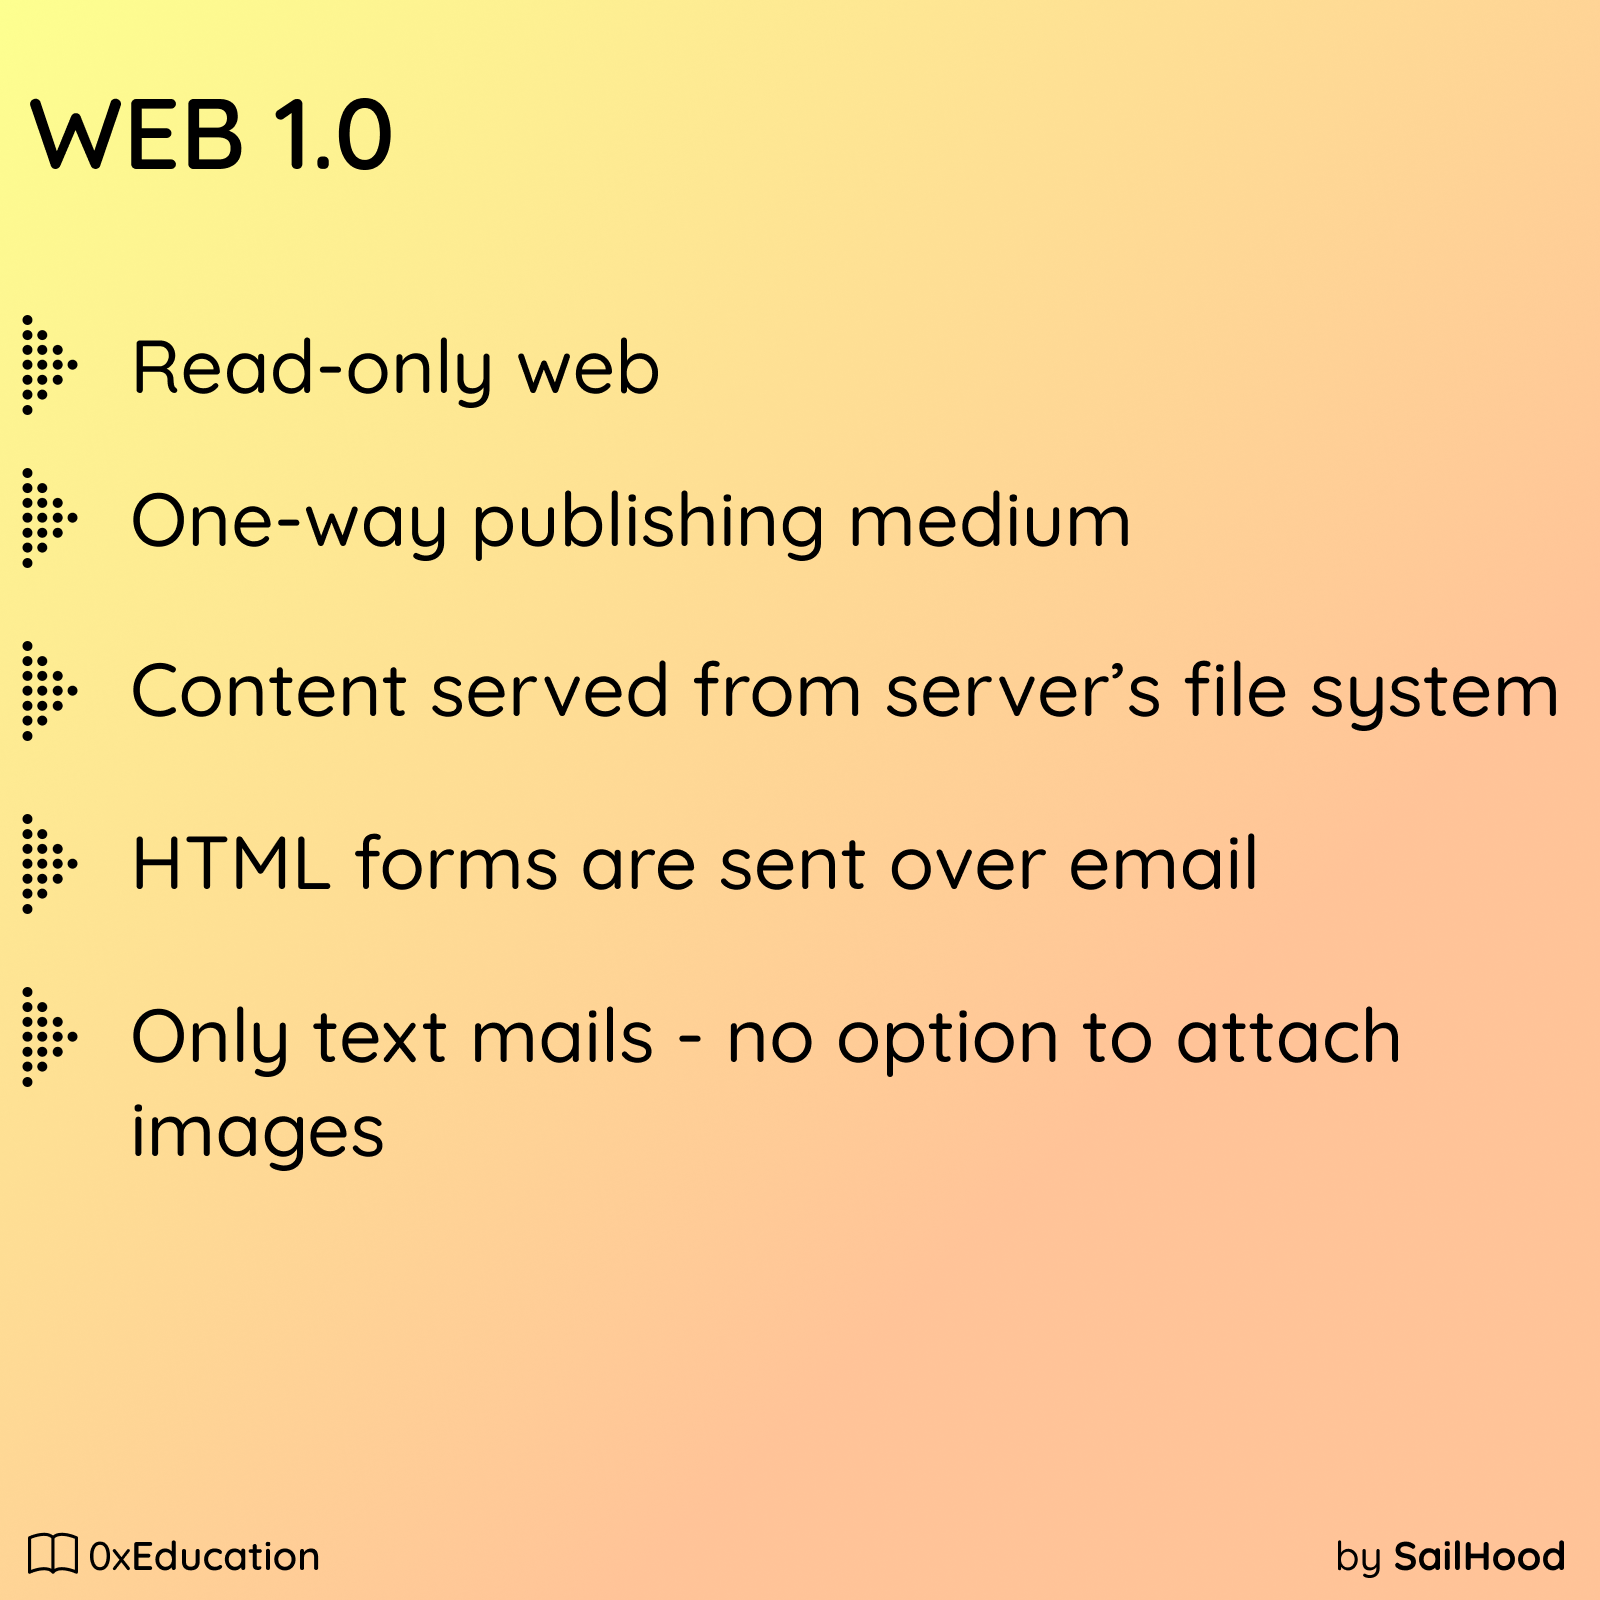 WEB 1.0
Read-only web
One-way publishing medium
Content served from server’s file system
HTML forms are sent over email
Only text mails - no option to attach
images
0xEducation
by SailHood